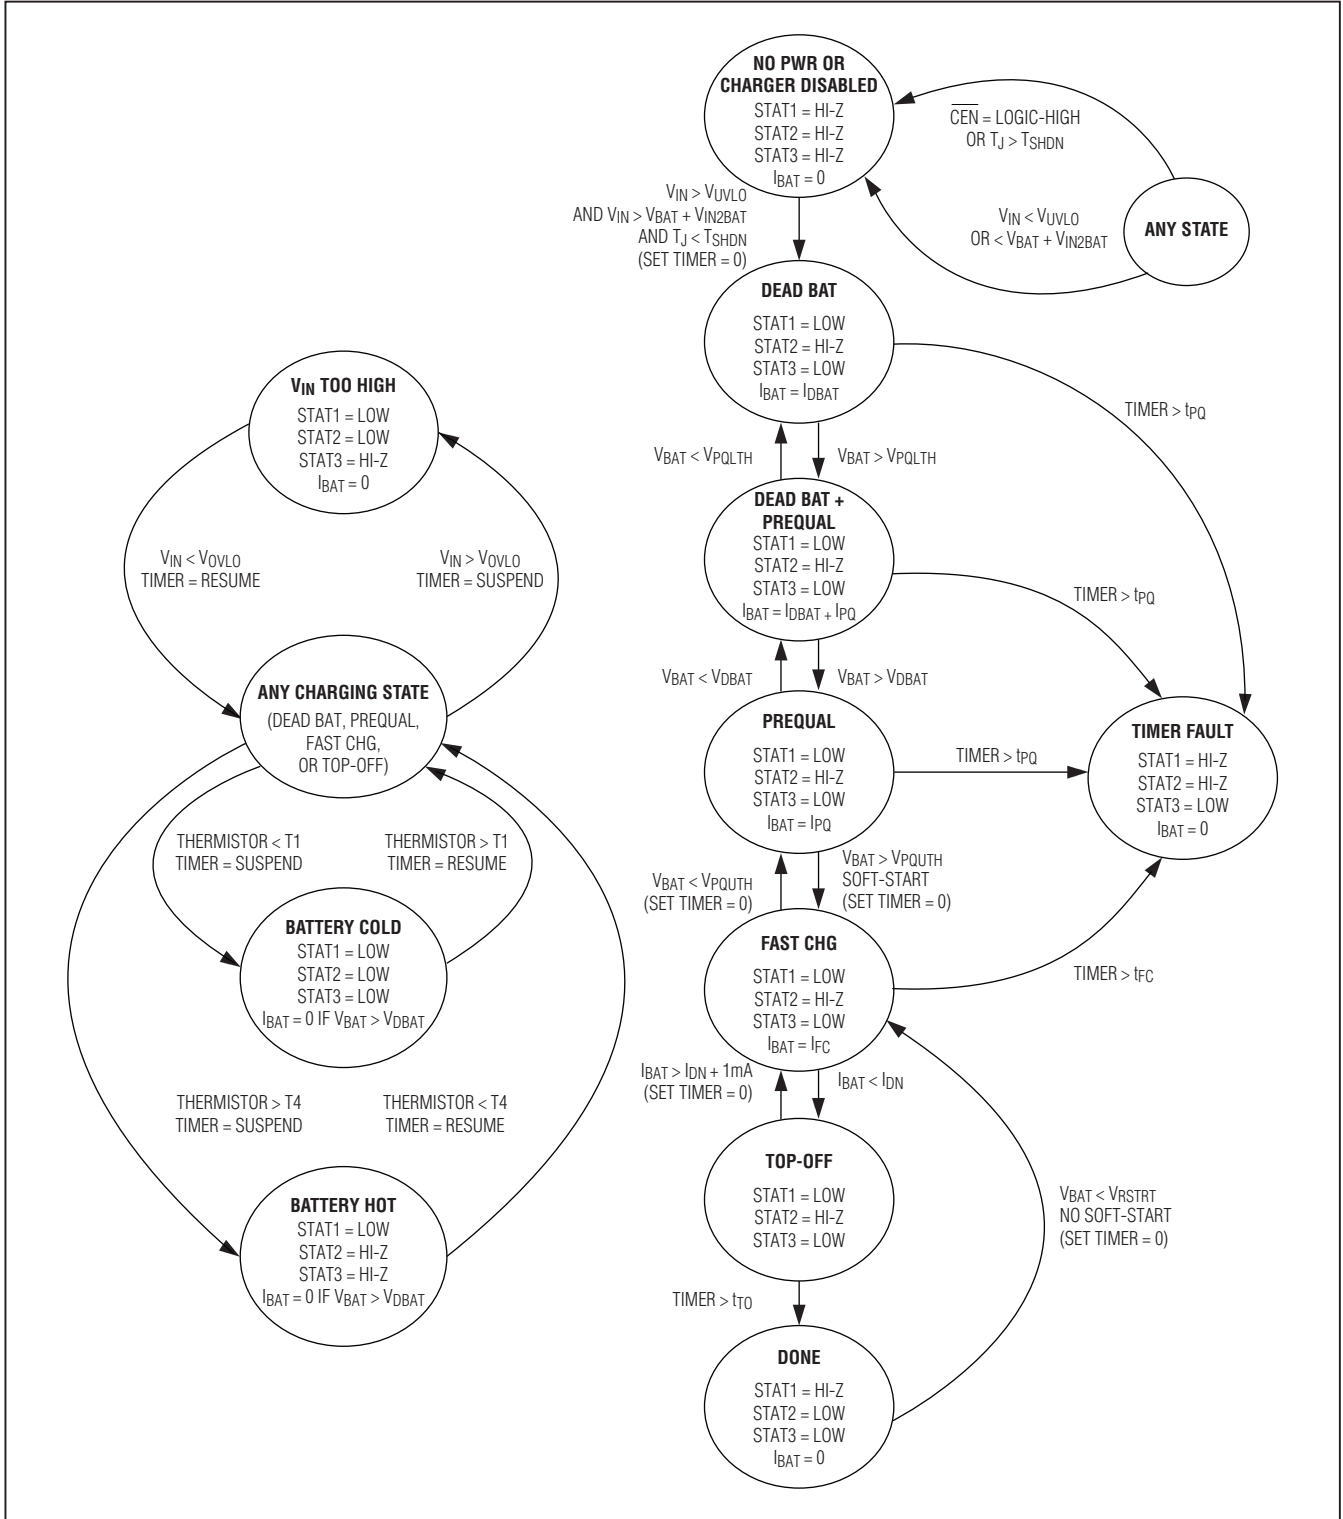 NO PWR OR
CHARGER DISABLED
STAT1 = HI-Z
STAT2 = HI-Z
STAT3 = HI-Z
IBAT = 0
CEN = LOGIC-HIGH
OR TJ > TSHDN
ANY STATE
VIN < VUVLO
OR < VBAT + VIN2BAT
VIN > VUVLO
AND VIN > VBAT + VIN2BAT
AND TJ < TSHDN
(SET TIMER = 0)
DEAD BAT
STAT1 = LOW
STAT2 = HI-Z
STAT3 = LOW
IBAT = IDBAT
TIMER > tPQ
VBAT < VPQLTH
VBAT > VPQLTH
DEAD BAT +
PREQUAL
STAT1 = LOW
STAT2 = HI-Z
STAT3 = LOW
IBAT = IDBAT + IPQ
TIMER > tPQ
VBAT < VDBAT
VBAT > VDBAT
PREQUAL
STAT1 = LOW
STAT2 = HI-Z
STAT3 = LOW
IBAT = IPQ
TIMER > tPQ
TIMER FAULT
STAT1 = HI-Z
STAT2 = HI-Z
STAT3 = LOW
IBAT = 0
VBAT < VPQUTH
(SET TIMER = 0)
VBAT > VPQUTH
SOFT-START
(SET TIMER = 0)
FAST CHG
STAT1 = LOW
STAT2 = HI-Z
STAT3 = LOW
IBAT = IFC
TIMER > tFC
IBAT > IDN + 1mA
(SET TIMER = 0)
IBAT < IDN
TOP-OFF
STAT1 = LOW
STAT2 = HI-Z
STAT3 = LOW
VBAT < VRSTRT
NO SOFT-START
(SET TIMER = 0)
TIMER > tTO
DONE
STAT1 = HI-Z
STAT2 = LOW
STAT3 = LOW
IBAT = 0
VIN TOO HIGH
STAT1 = LOW
STAT2 = LOW
STAT3 = HI-Z
IBAT = 0
VIN < VOVLO
TIMER = RESUME
VIN > VOVLO
TIMER = SUSPEND
ANY CHARGING STATE
(DEAD BAT, PREQUAL,
FAST CHG,
OR TOP-OFF)
THERMISTOR < T1
TIMER = SUSPEND
THERMISTOR > T1
TIMER = RESUME
BATTERY COLD
STAT1 = LOW
STAT2 = LOW
STAT3 = LOW
IBAT = 0 IF VBAT > VDBAT
THERMISTOR > T4
TIMER = SUSPEND
THERMISTOR < T4
TIMER = RESUME
BATTERY HOT
STAT1 = LOW
STAT2 = HI-Z
STAT3 = HI-Z
IBAT = 0 IF VBAT > VDBAT